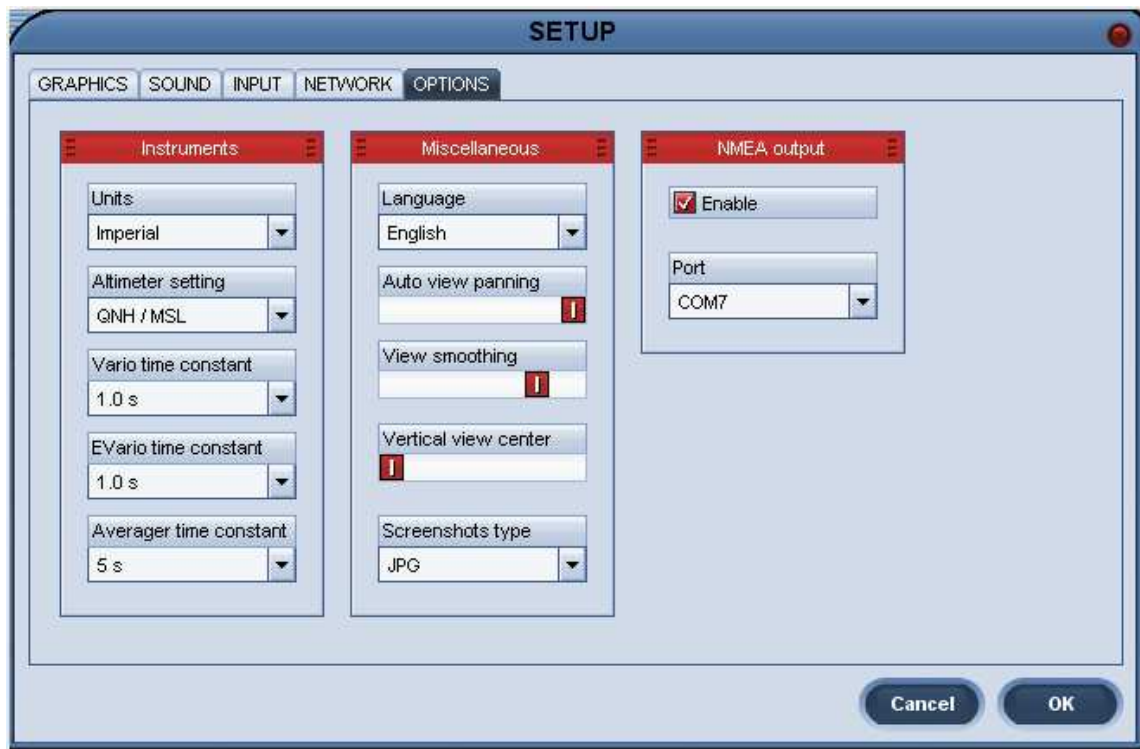 SETUP
GRAPHICS SOUND INPUT NETWORK OPTIONS
Instruments
Units
Imperial
Altimeter setting
QNH / MSL
Vario time constant
1.0 s
EVario time constant
1.0 s
Averager time constant
5 s
Miscellaneous
Language
English
Auto view panning
View smoothing
Vertical view center
Screenshots type
JPG
NMEA output
Enable
Port
COM7
Cancel OK